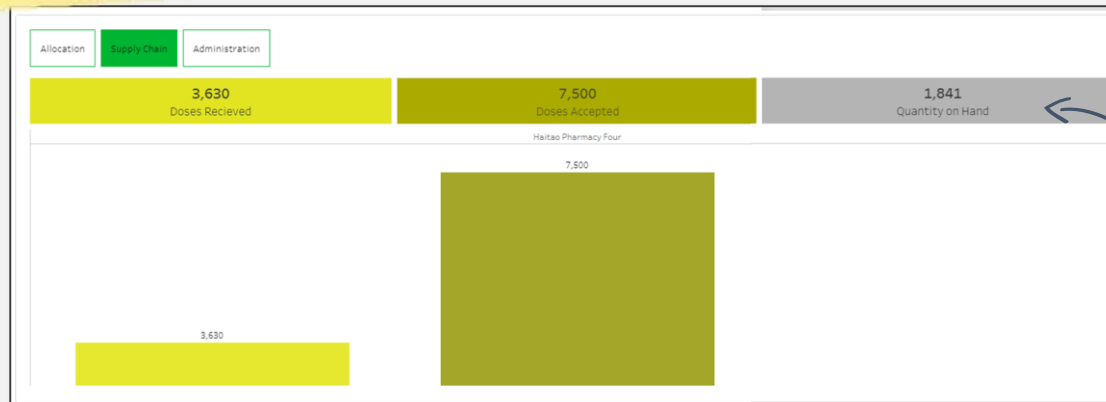 Allocation
Supply Chain
Administration
3,630
Doses Recieved
7,500
Doses Accepted
1,841
Quantity on Hand
Haitao Pharmacy Four
7,500
3,630